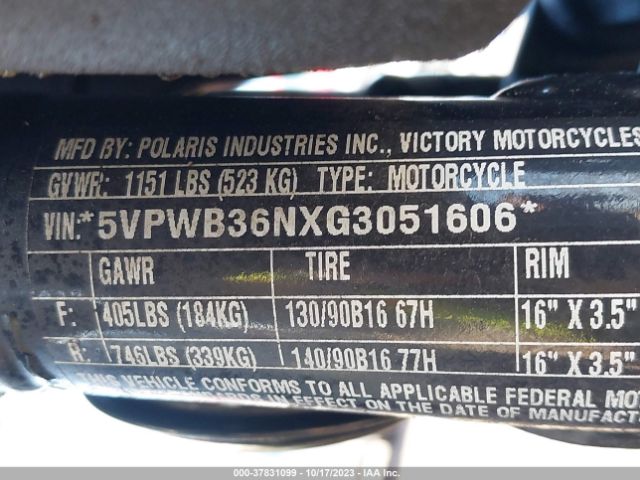 MFD BY: POLARIS INDUSTRIES INC., VICTORY MOTORCYCLES
GVWR: 1151 LBS (523 KG) TYPE: MOTORCYCLE
VIN:*5VPWB36NXG3051606*
GAWR TIRE RIM
F: 405LBS (184KG) 130/90B16 67H 16" X 3.5"
R: 746LBS (339KG) 140/90B16 77H 16" X 3.5"
THIS VEHICLE CONFORMS TO ALL APPLICABLE FEDERAL MOT
STANDARDS IN EFFECT ON THE DATE OF MANUFACT
000-37831099 - 10/17/2023 - IAA Inc.